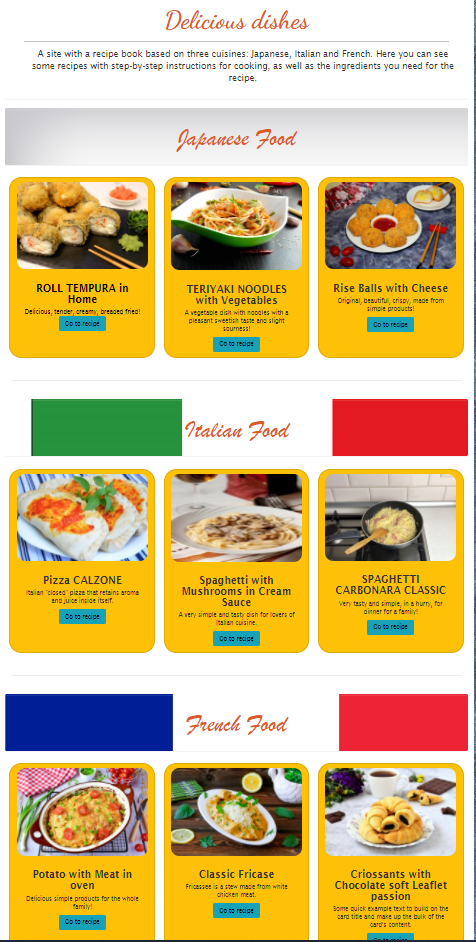 Delicious dishes
A site with a recipe book based on three cuisines: Japanese, Italian and French. Here you can see
some recipes with step-by-step instructions for cooking, as well as the ingredients you need for the
recipe.
Japanese Food
ROLL TEMPURA in
Home
Delicious, tender, creamy, breaded fried!
Go to recipe
TERIYAKI NOODLES
with Vegetables
A vegetable dish with noodles with a
pleasant sweetish taste and slight
sourness!
Go to recipe
Rise Balls with Cheese
Original, beautiful, crispy, made from
simple products!
Go to recipe
Italian Food
Pizza CALZONE
Italian "closed" pizza that retains aroma
and juice inside itself.
Go to recipe
Spaghetti with
Mushrooms in Cream
Sauce
A very simple and tasty dish for lovers of
Italian cuisine.
Go to recipe
SPAGHETTI
CARBONARA CLASSIC
Very tasty and simple, in a hurry, for
dinner for a family!
Go to recipe
French Food
Potato with Meat in
oven
Delicious simple products for the whole
family!
Go to recipe
Classic Fricase
Fricassee is a stew made from white
chicken meat.
Go to recipe
Criossants with
Chocolate soft Leaflet
passion
Some quick example text to build on the
card title and make up the bulk of the
card's content.
Go to recipe